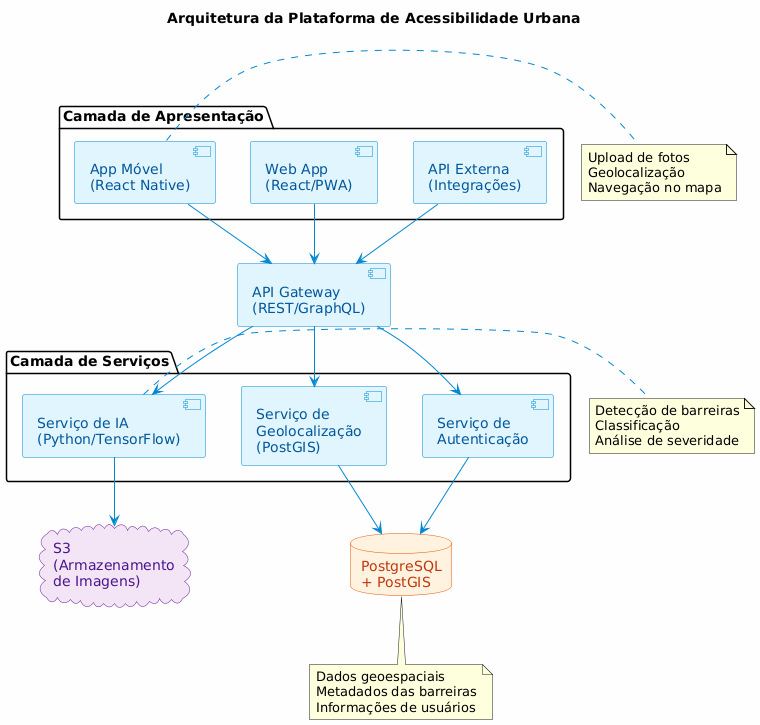 Arquitetura da Plataforma de Acessibilidade Urbana
Camada de Apresentação
App Móvel
(React Native)
Web App
(React/PWA)
API Externa
(Integrações)
Upload de fotos
Geolocalização
Navegação no mapa
API Gateway
(REST/GraphQL)
Camada de Serviços
Serviço de IA
(Python/TensorFlow)
Serviço de
Geolocalização
(PostGIS)
Serviço de
Autenticação
Detecção de barreiras
Classificação
Análise de severidade
S3
(Armazenamento
de Imagens)
PostgreSQL
+ PostGIS
Dados geoespaciais
Metadados das barreiras
Informações de usuários